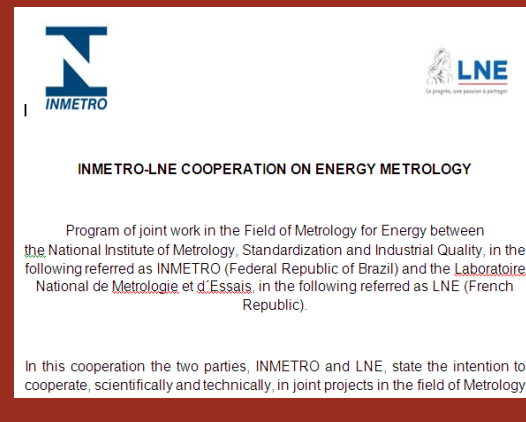 INMETRO
LNE
Le progrès, une passion à partager
INMETRO-LNE COOPERATION ON ENERGY METROLOGY
Program of joint work in the Field of Metrology for Energy between
the National Institute of Metrology, Standardization and Industrial Quality, in the
following referred as INMETRO (Federal Republic of Brazil) and the Laboratoire
National de Metrologie et d´Essais, in the following referred as LNE (French
Republic).
In this cooperation the two parties, INMETRO and LNE, state the intention to
cooperate, scientifically and technically, in joint projects in the field of Metrology